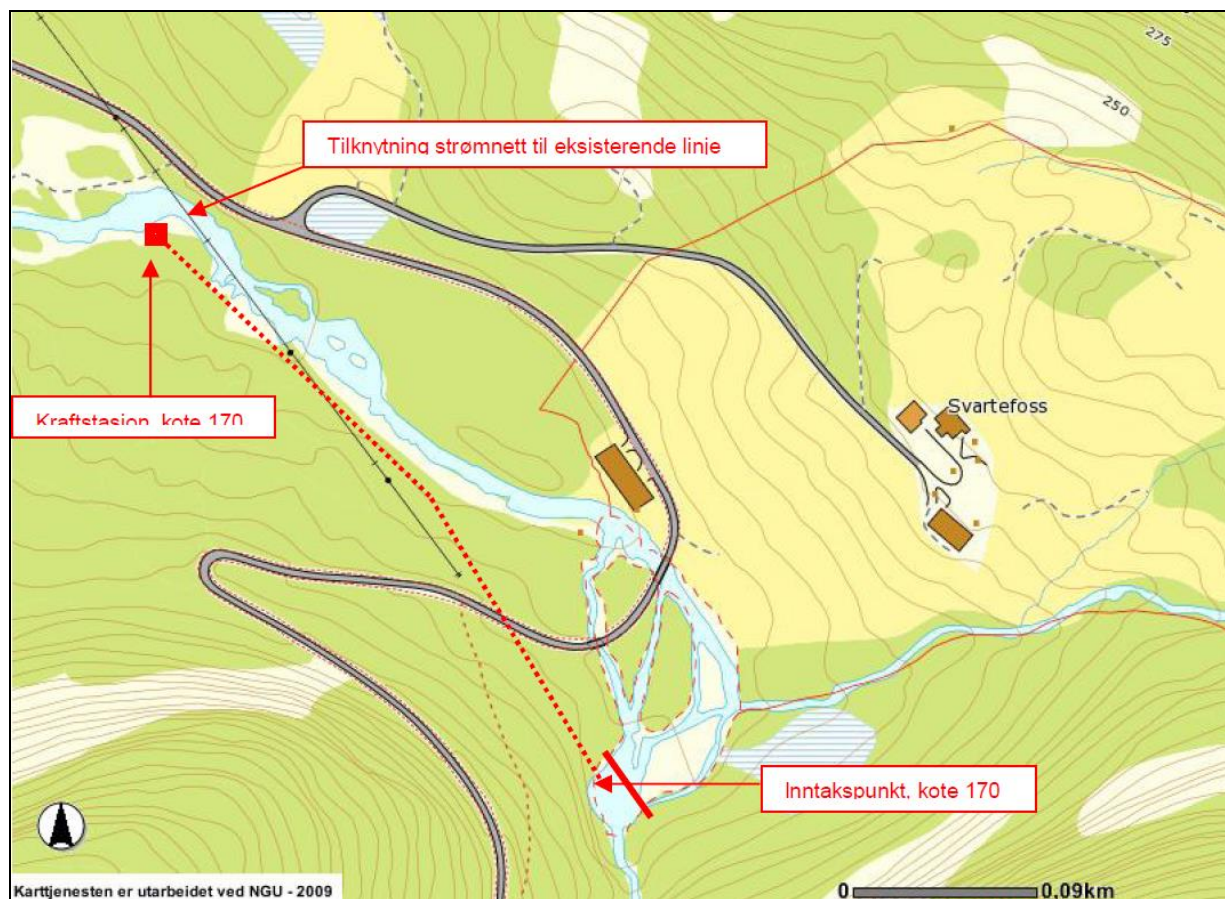 275
250
Tilknytning strømnett til eksisterende linje
Kraftstasjon, kote 170
Svartefoss
Inntakspunkt, kote 170
Karttjenesten er utarbeidet ved NGU - 2009
0 0.09km